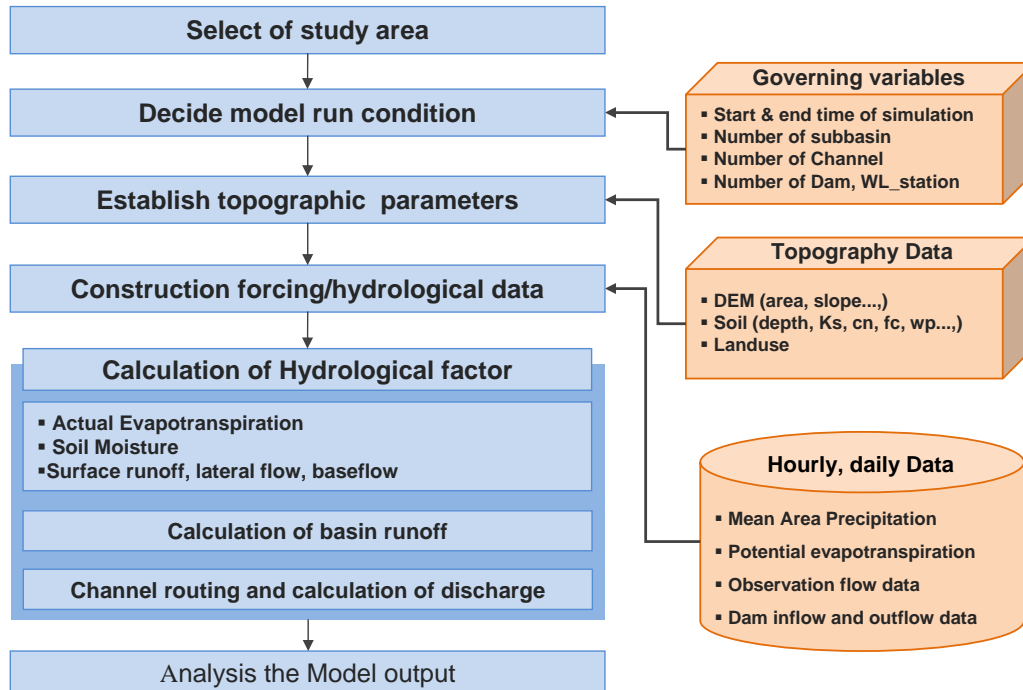 Select of study area
Decide model run condition
Establish topographic parameters
Construction forcing/hydrological data
Calculation of Hydrological factor
▪ Actual Evapotranspiration
▪ Soil Moisture
▪Surface runoff, lateral flow, baseflow
Calculation of basin runoff
Channel routing and calculation of discharge
Analysis the Model output
Governing variables
▪ Start & end time of simulation
▪ Number of subbasin
▪ Number of Channel
▪ Number of Dam, WL_station
Topography Data
▪ DEM (area, slope...,)
▪ Soil (depth, Ks, cn, fc, wp...,)
▪ Landuse
Hourly, daily Data
▪ Mean Area Precipitation
▪ Potential evapotranspiration
▪ Observation flow data
▪ Dam inflow and outflow data